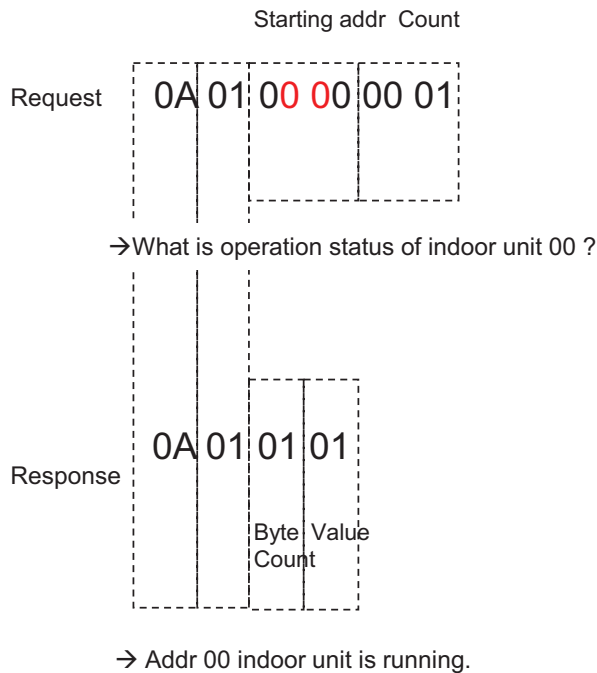 Starting addr Count
Request 0A 01 00 00 00 01
→What is operation status of indoor unit 00 ?
0A 01 01 01
Response
Byte Value
Count
→ Addr 00 indoor unit is running.